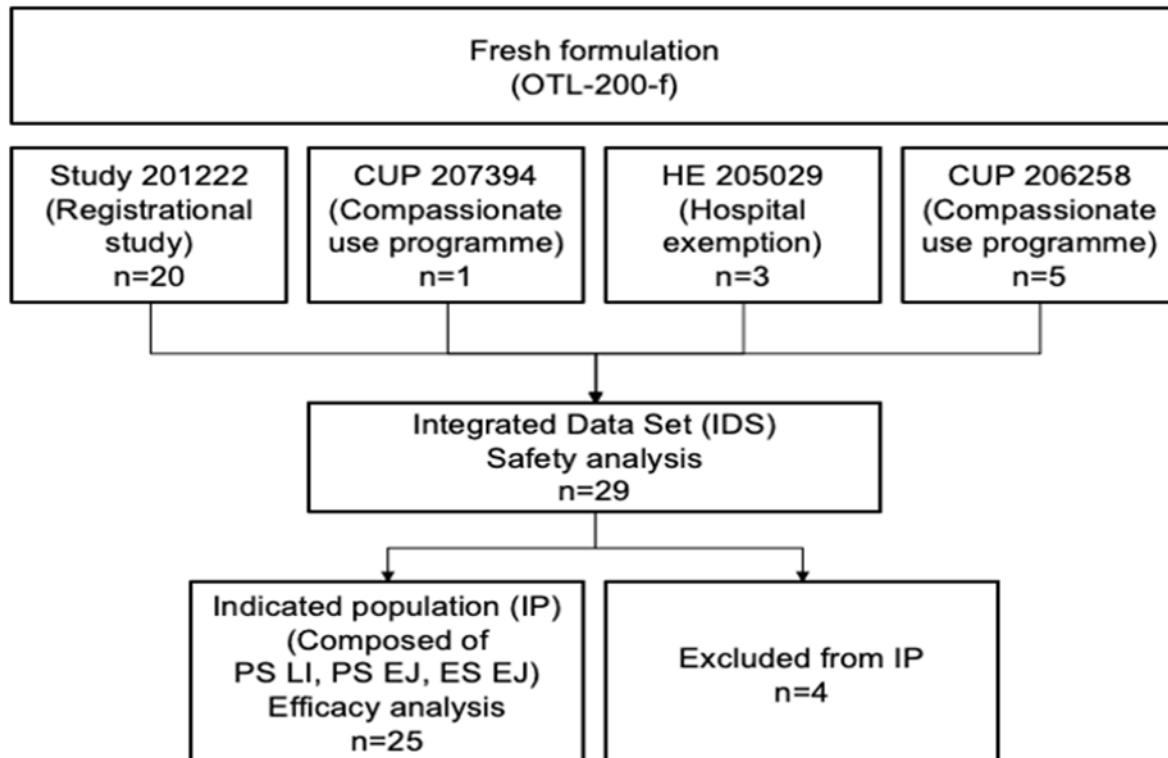 Fresh formulation
(OTL-200-f)
Study 201222
(Registrational
study)
n=20
CUP 207394
(Compassionate
use programme)
n=1
HE 205029
(Hospital
exemption)
n=3
CUP 206258
(Compassionate
use programme)
n=5
Integrated Data Set (IDS)
Safety analysis
n=29
Indicated population (IP)
(Composed of
PS LI, PS EJ, ES EJ)
Efficacy analysis
n=25
Excluded from IP
n=4